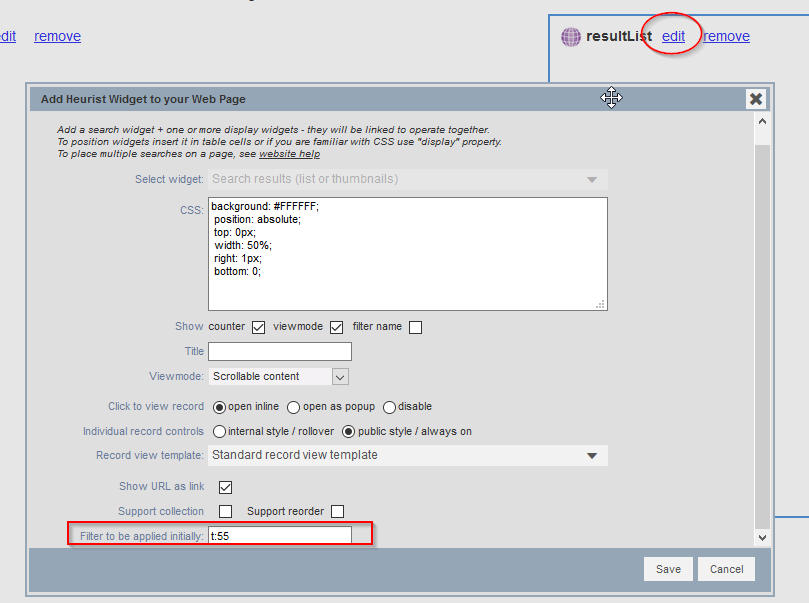 edit remove
resultList edit remove
Add Heurist Widget to your Web Page
Add a search widget + one or more display widgets - they will be linked to operate together.
To position widgets insert it in table cells or if you are familiar with CSS use "display" property.
To place multiple searches on a page, see website help
Select widget: Search results (list or thumbnails)
CSS: background: #FFFFFF;
position: absolute;
top: 0px;
width: 50%;
right: 1px;
bottom: 0;
Show counter viewmode filter name
Title
Viewmode: Scrollable content
Click to view record open inline open as popup disable
Individual record controls internal style / rollover public style / always on
Record view template: Standard record view template
Show URL as link
Support collection Support reorder
Filter to be applied initially: t:55
Save Cancel